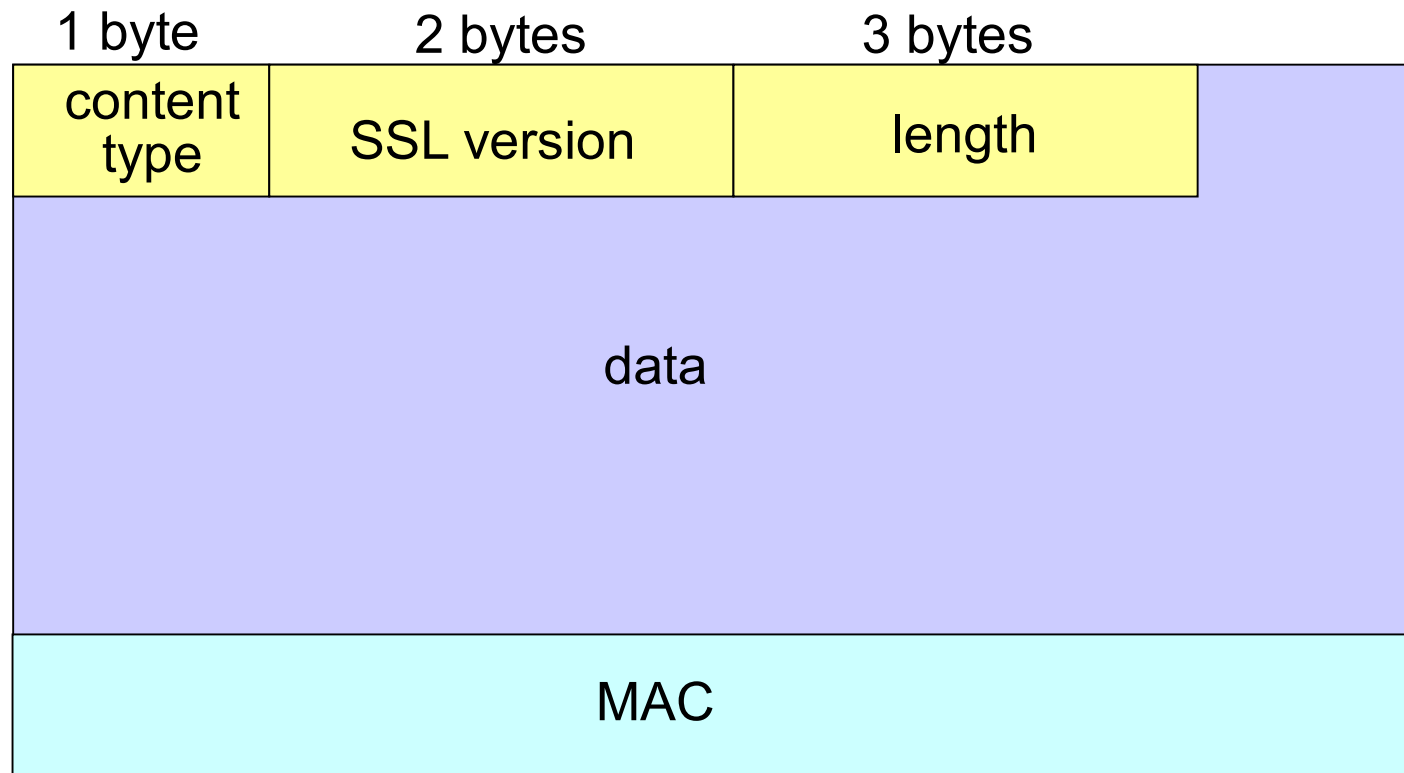 1 byte 2 bytes 3 bytes
content
type
SSL version
length
data
MAC